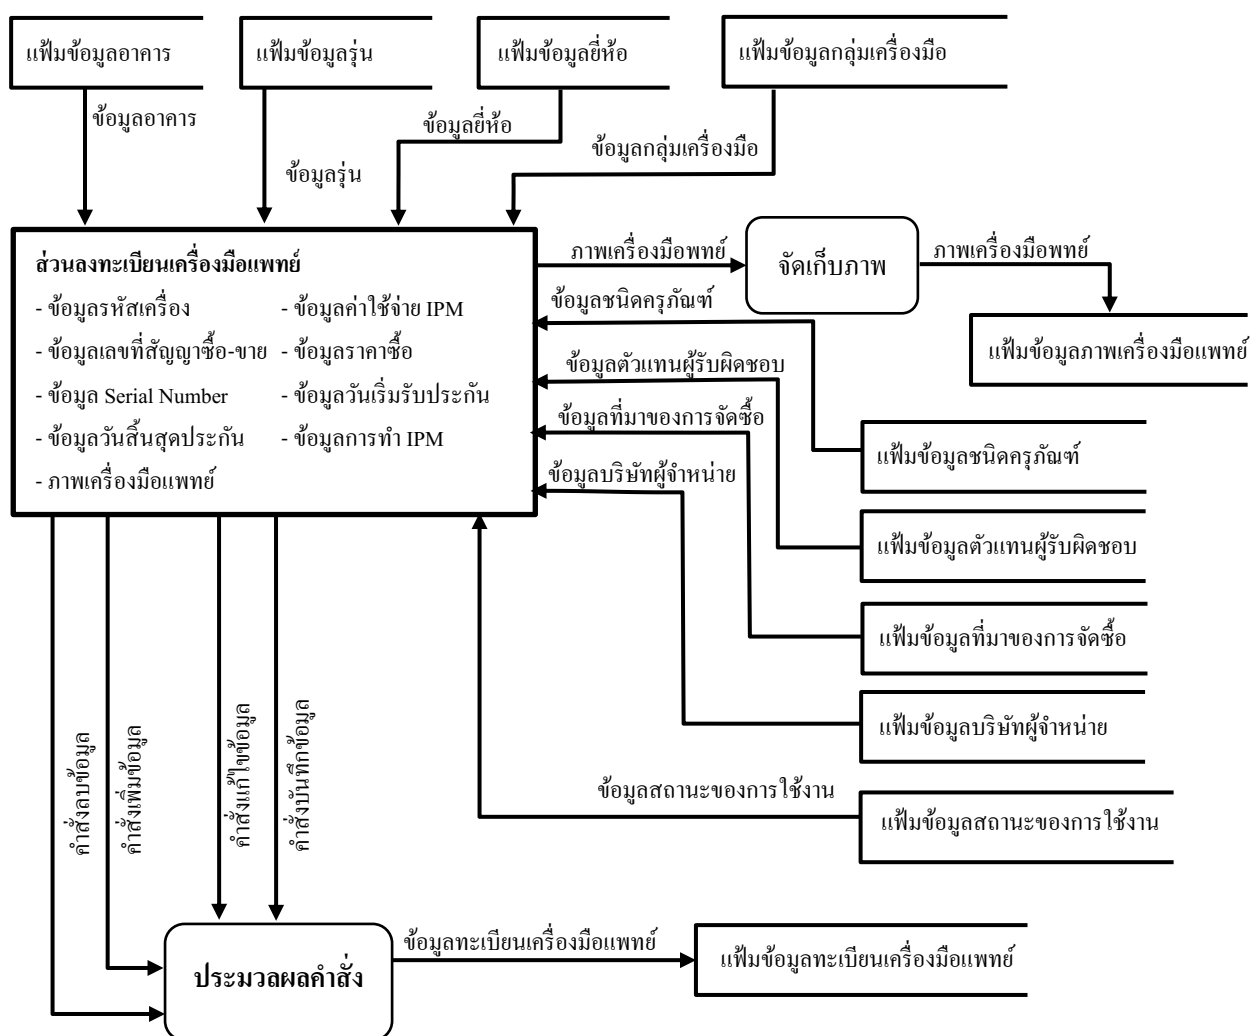 แฟ้มข้อมูลอาคาร
แฟ้มข้อมูลรุ่น
แฟ้มข้อมูลยี่ห้อ
แฟ้มข้อมูลกลุ่มเครื่องมือ
ข้อมูลอาคาร
ข้อมูลรุ่น
ข้อมูลยี่ห้อ
ข้อมูลกลุ่มเครื่องมือ
ส่วนลงทะเบียนเครื่องมือแพทย์
- ข้อมูลรหัสเครื่อง
- ข้อมูลค่าใช้จ่าย IPM
- ข้อมูลเลขที่สัญญาซื้อ-ขาย
- ข้อมูลราคาซื้อ
- ข้อมูล Serial Number
- ข้อมูลวันเริ่มรับประกัน
- ข้อมูลวันสิ้นสุดประกัน
- ข้อมูลการทำ IPM
- ภาพเครื่องมือแพทย์
ภาพเครื่องมือพทย์
จัดเก็บภาพ
ภาพเครื่องมือพทย์
แฟ้มข้อมูลภาพเครื่องมือแพทย์
ข้อมูลชนิดครุภัณฑ์
ข้อมูลตัวแทนผู้รับผิดชอบ
ข้อมูลที่มาของการจัดซื้อ
ข้อมูลบริษัทผู้จำหน่าย
แฟ้มข้อมูลชนิดครุภัณฑ์
แฟ้มข้อมูลตัวแทนผู้รับผิดชอบ
แฟ้มข้อมูลที่มาของการจัดซื้อ
แฟ้มข้อมูลบริษัทผู้จำหน่าย
ข้อมูลสถานะของการใช้งาน
แฟ้มข้อมูลสถานะของการใช้งาน
คำสั่งลบข้อมูล
คำสั่งเพิ่มข้อมูล
คำสั่งแก้ไขข้อมูล
คำสั่งบันทึกข้อมูล
ประมวลผลคำสั่ง
ข้อมูลทะเบียนเครื่องมือแพทย์
แฟ้มข้อมูลทะเบียนเครื่องมือแพทย์